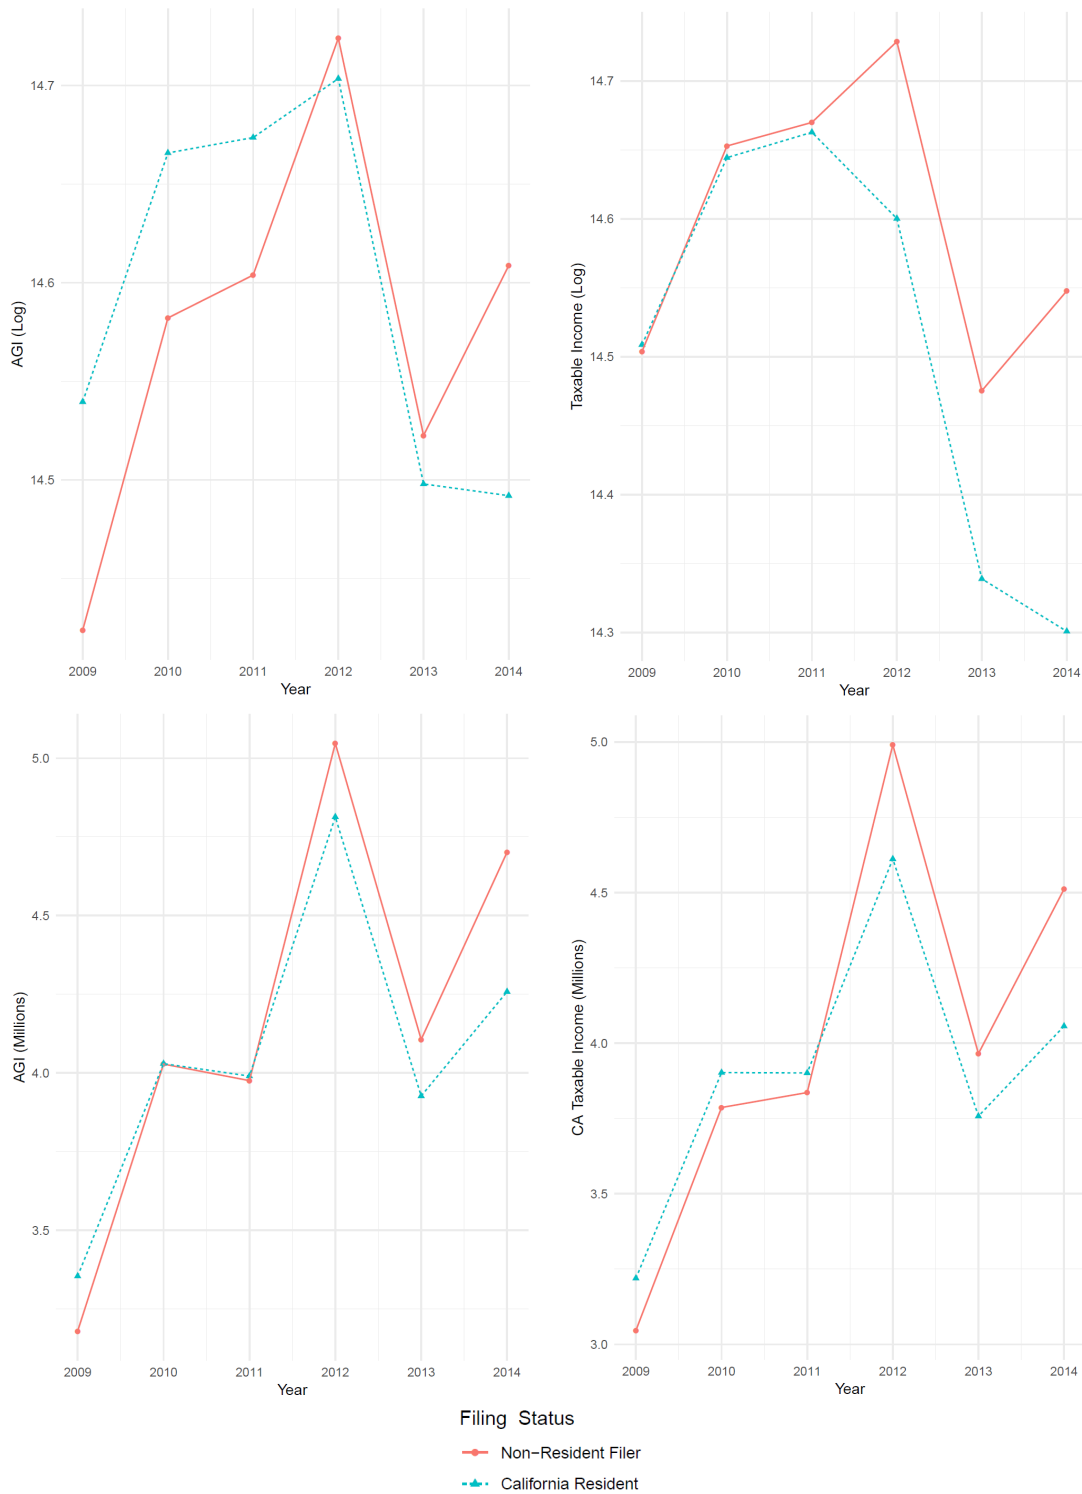 14.7
14.6
14.5
AGI (Log)
2009 2010 2011 2012 2013 2014
Year
14.7
14.6
14.5
14.4
14.3
Taxable Income (Log)
2009 2010 2011 2012 2013 2014
Year
5.0
4.5
4.0
3.5
AGI (Millions)
2009 2010 2011 2012 2013 2014
Year
5.0
4.5
4.0
3.5
3.0
CA Taxable Income (Millions)
2009 2010 2011 2012 2013 2014
Year
Filing Status
Non−Resident Filer
California Resident